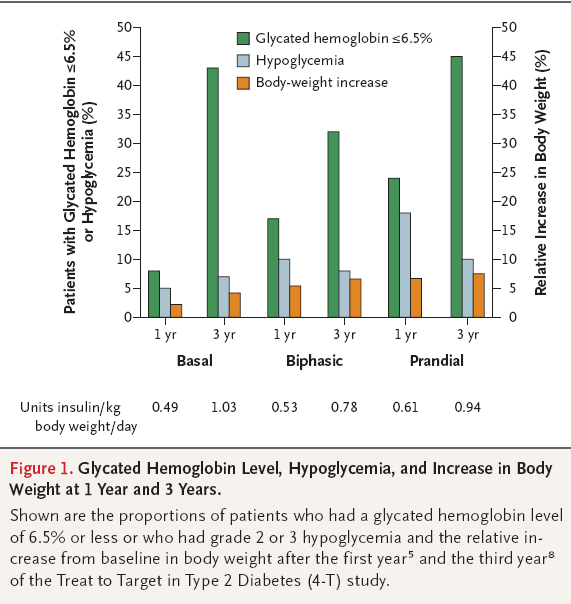 Patients with Glycated Hemoglobin ≤6.5%
or Hypoglycemia (%)
50
45
40
35
30
25
20
15
10
5
0
Glycated hemoglobin ≤6.5%
Hypoglycemia
Body-weight increase
50
45
40
35
30
25
20
15
10
5
0
Relative Increase in Body Weight (%)
1 yr 3 yr 1 yr 3 yr 1 yr 3 yr
Basal Biphasic Prandial
Units insulin/kg 0.49 1.03 0.53 0.78 0.61 0.94
body weight/day
Figure 1. Glycated Hemoglobin Level, Hypoglycemia, and Increase in Body
Weight at 1 Year and 3 Years.
Shown are the proportions of patients who had a glycated hemoglobin level
of 6.5% or less or who had grade 2 or 3 hypoglycemia and the relative in-
crease from baseline in body weight after the first year⁵ and the third year⁸
of the Treat to Target in Type 2 Diabetes (4-T) study.